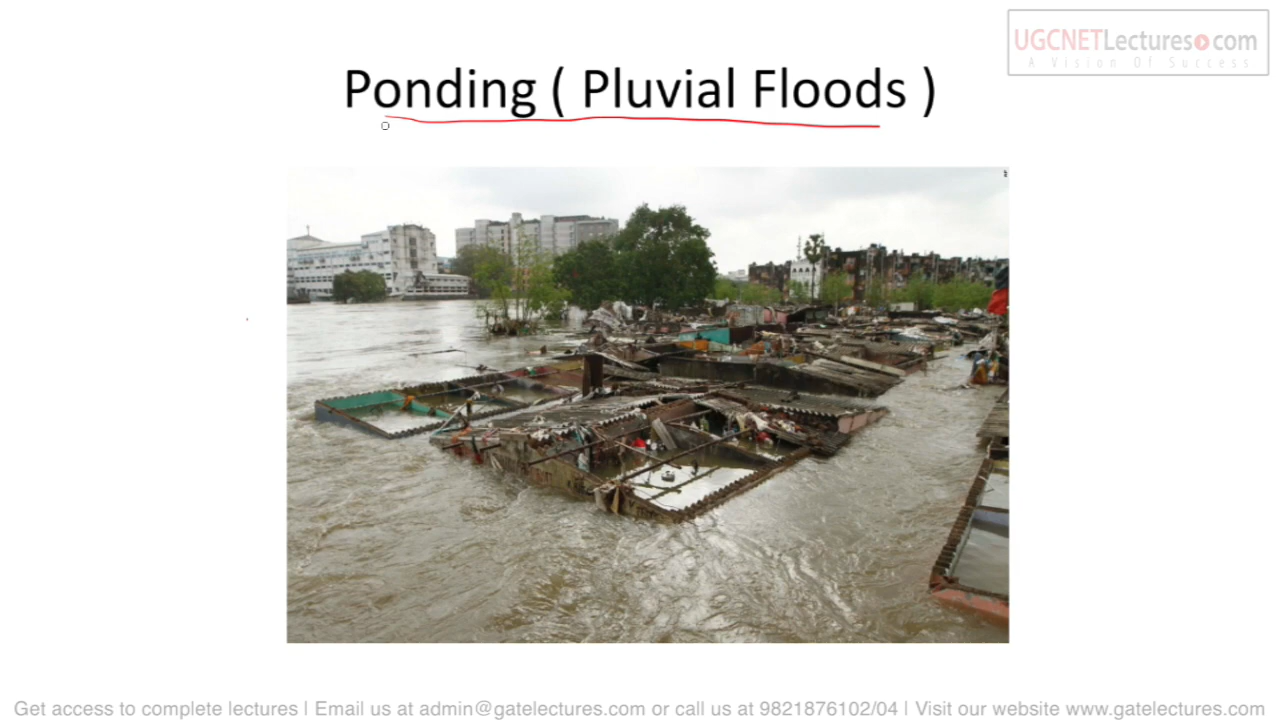 UGCNETLectures.com
A Vision Of Success
Ponding ( Pluvial Floods )
Get access to complete lectures | Email us at admin@gatelectures.com or call us at 9821876102/04 | Visit our website www.gatelectures.com